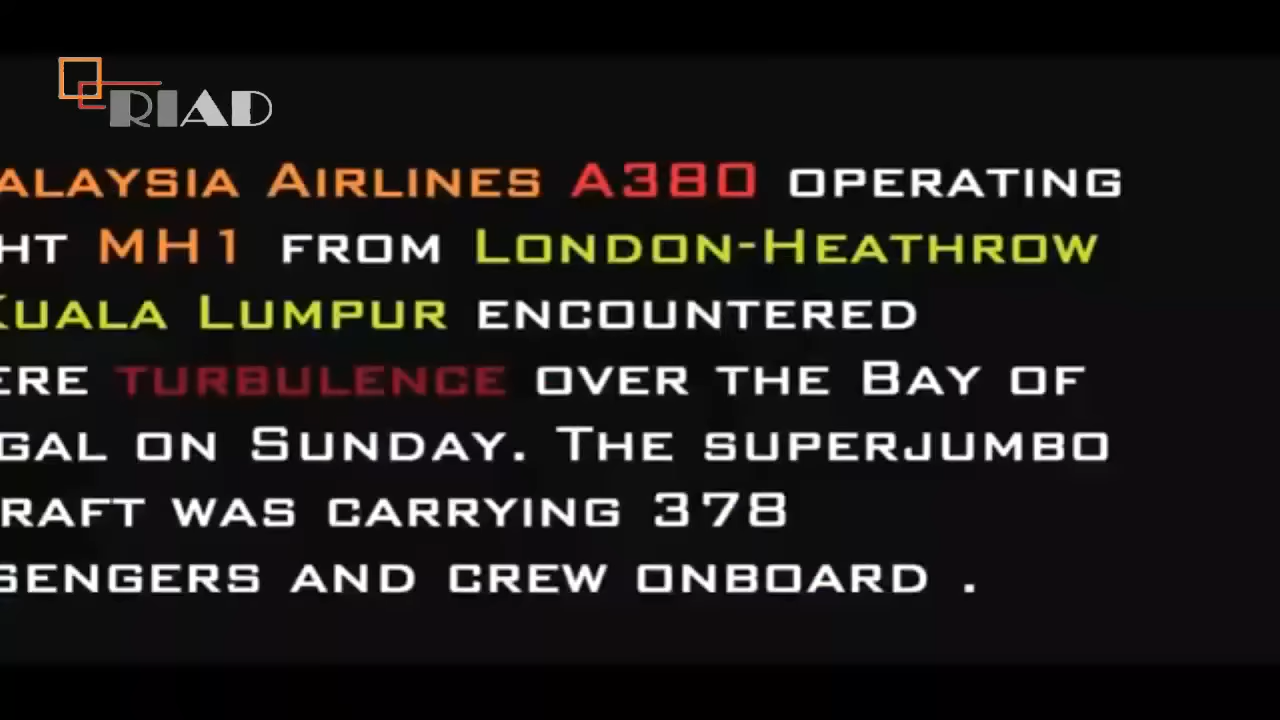 RIAD
ALAYSIA AIRLINES A380 OPERATING
HT MH1 FROM LONDON-HEATHROW
KUALA LUMPUR ENCOUNTERED
ERE TURBULENCE OVER THE BAY OF
GAL ON SUNDAY. THE SUPERJUMBO
RAFT WAS CARRYING 378
SENGERS AND CREW ONBOARD .